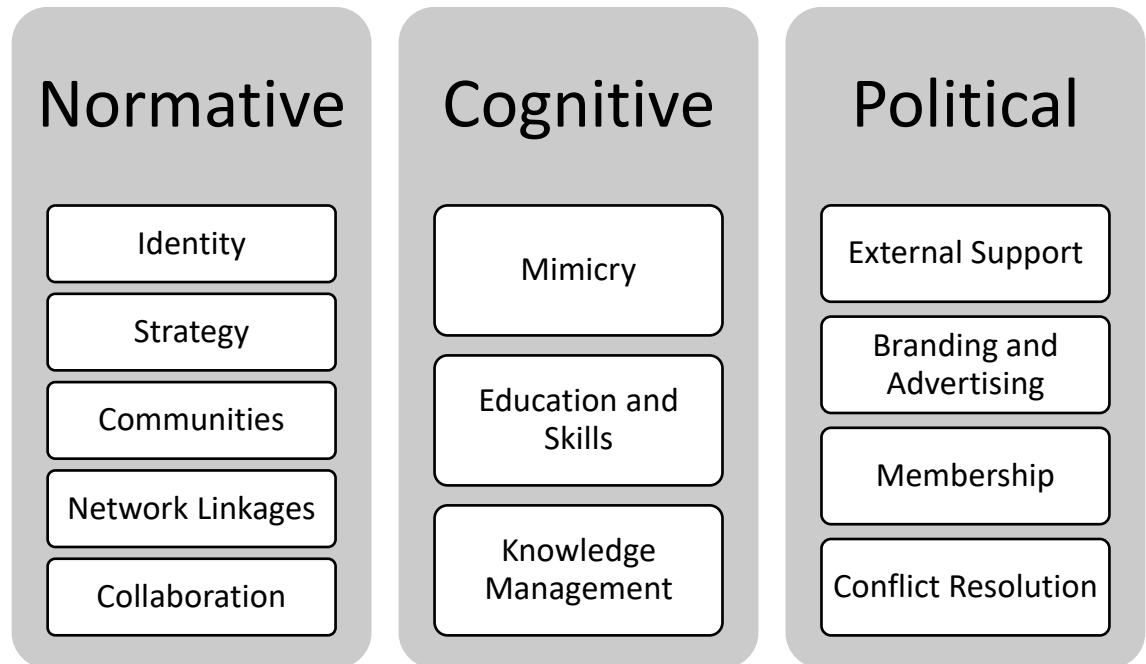 Normative
Identity
Strategy
Communities
Network Linkages
Collaboration
Cognitive
Mimicry
Education and
Skills
Knowledge
Management
Political
External Support
Branding and
Advertising
Membership
Conflict Resolution